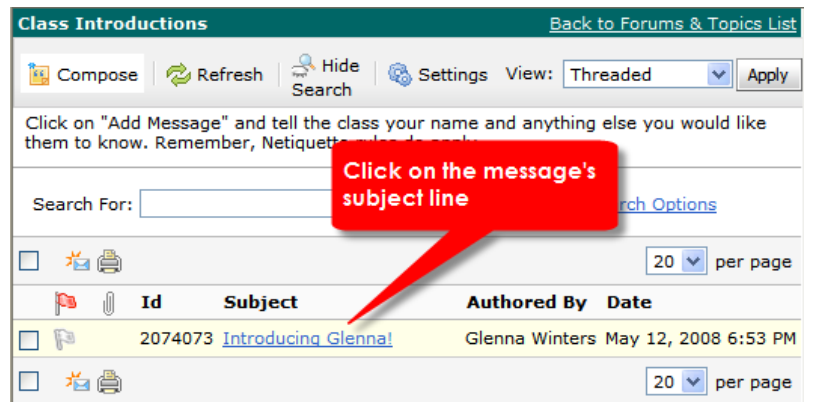 Class Introductions Back to Forums & Topics List
Compose Refresh Hide Search Settings View: Threaded Apply
Click on "Add Message" and tell the class your name and anything else you would like
them to know. Remember, Netiquette
Click on the message's
subject line
Search For: Options
20 per page
Id Subject Authored By Date
2074073 Introducing Glenna! Glenna Winters May 12, 2008 6:53 PM
20 per page